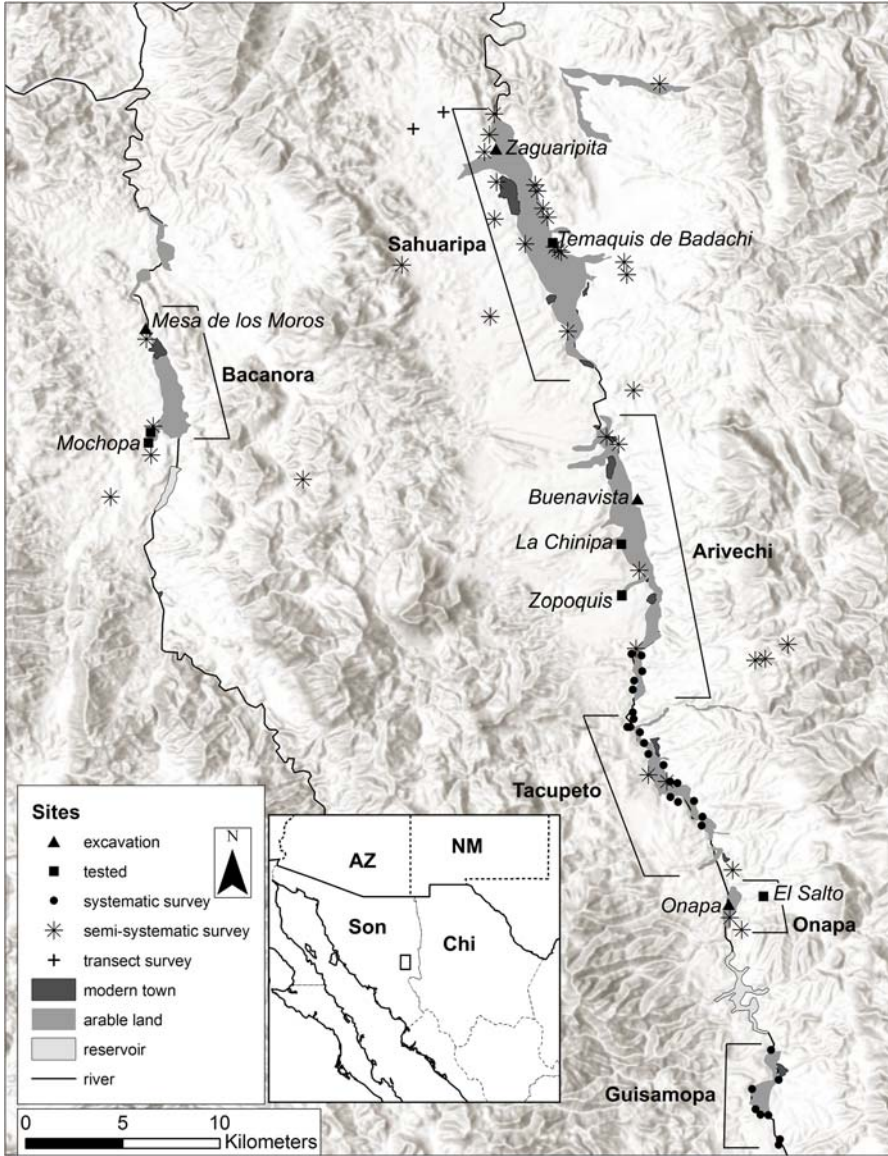 Zaguaripita
Sahuaripa
Temaquis de Badachi
Mesa de los Moros
Bacanora
Mochopa
Buenavista
La Chinipa
Arivechi
Zopoquis
Tacupeto
Onapa
El Salto
Onapa
Guisamopa
Sites
N
excavation
tested
systematic survey
semi-systematic survey
transect survey
modern town
arable land
reservoir
river
AZ
NM
Son
Chi
0 5 10
Kilometers